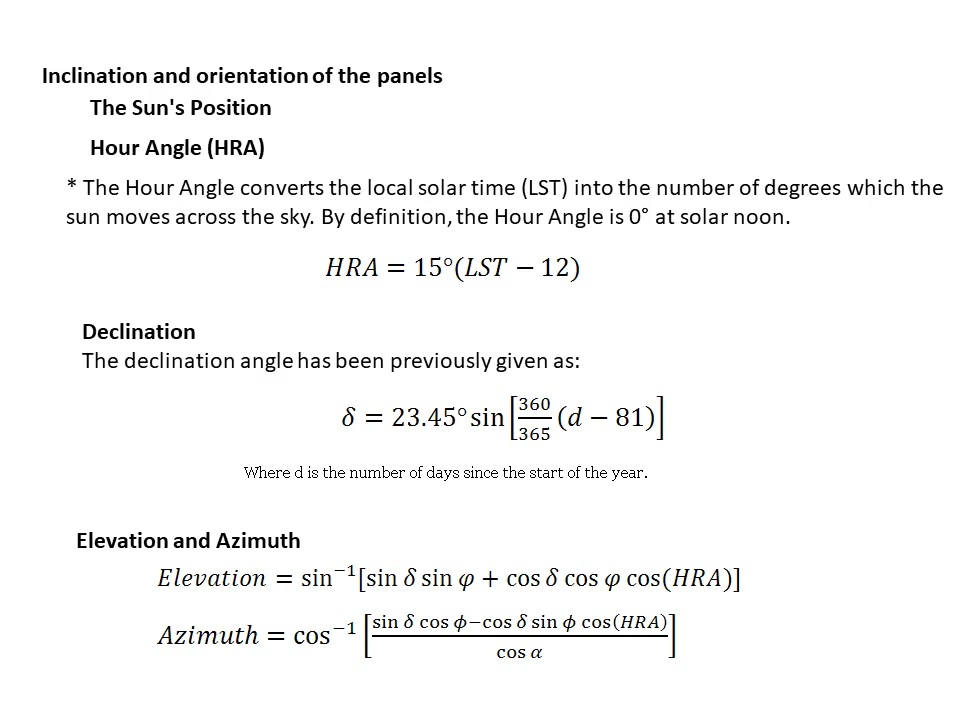 Inclination and orientation of the panels
The Sun's Position
Hour Angle (HRA)
* The Hour Angle converts the local solar time (LST) into the number of degrees which the
sun moves across the sky. By definition, the Hour Angle is 0° at solar noon.
HRA = 15°(LST − 12)
Declination
The declination angle has been previously given as:
δ = 23.45° sin[360/365 (d − 81)]
Where d is the number of days since the start of the year.
Elevation and Azimuth
Elevation = sin⁻¹[sin δ sin φ + cos δ cos φ cos(HRA)]
Azimuth = cos⁻¹ [sin δ cos ϕ−cos δ sin ϕ cos(HRA) / cos α]